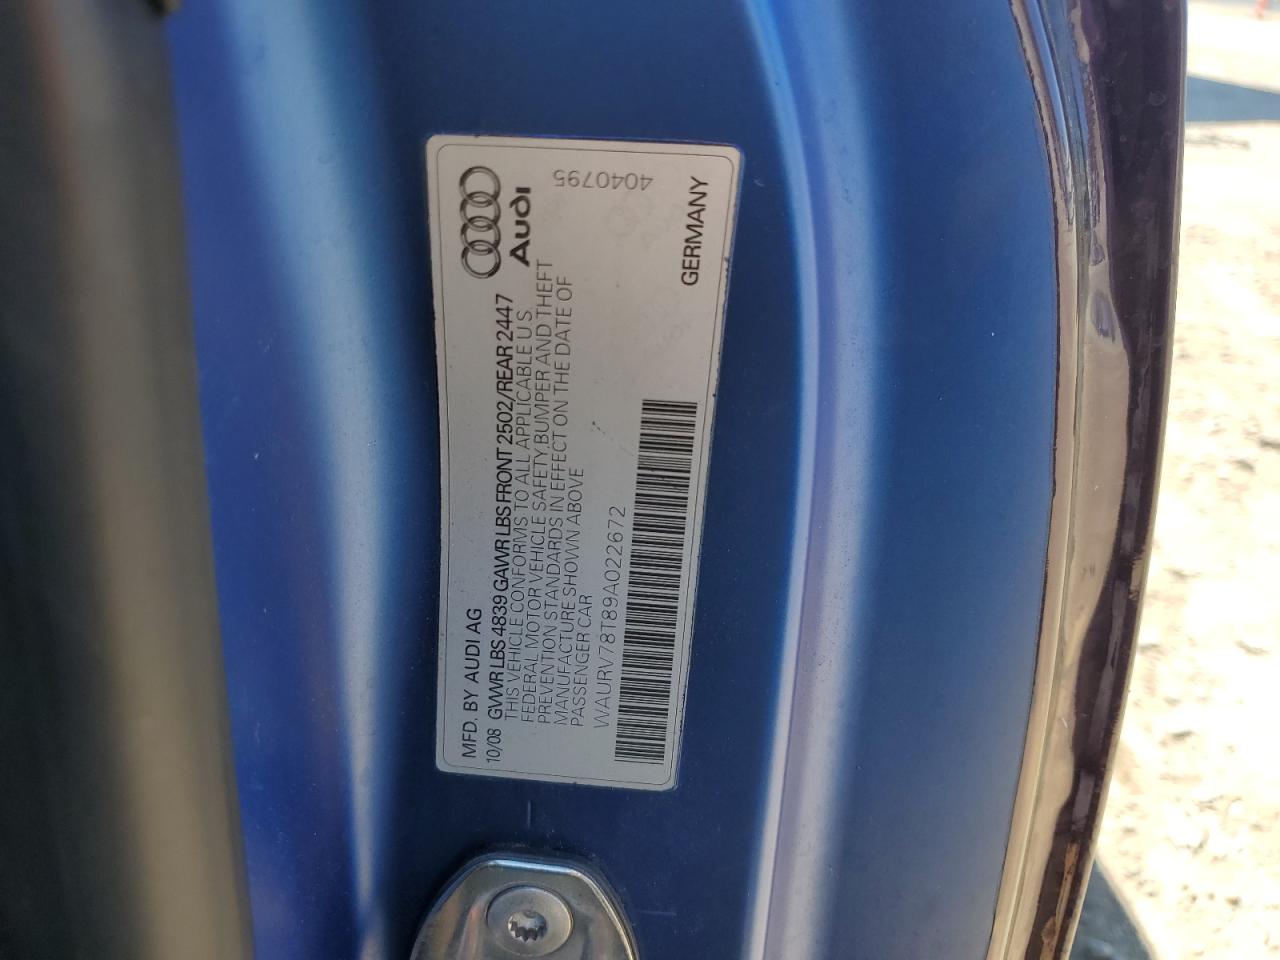 MFD. BY AUDI AG
Audi
10/08 GVWR LBS 4839 GAWR LBS FRONT 2502/REAR 2447
THIS VEHICLE CONFORMS TO ALL APPLICABLE U S
FEDERAL MOTOR VEHICLE SAFETY, BUMPER AND THEFT
PREVENTION STANDARDS IN EFFECT ON THE DATE OF
MANUFACTURE SHOWN ABOVE
PASSENGER CAR
WAURV78T89A022672
4040795
GERMANY